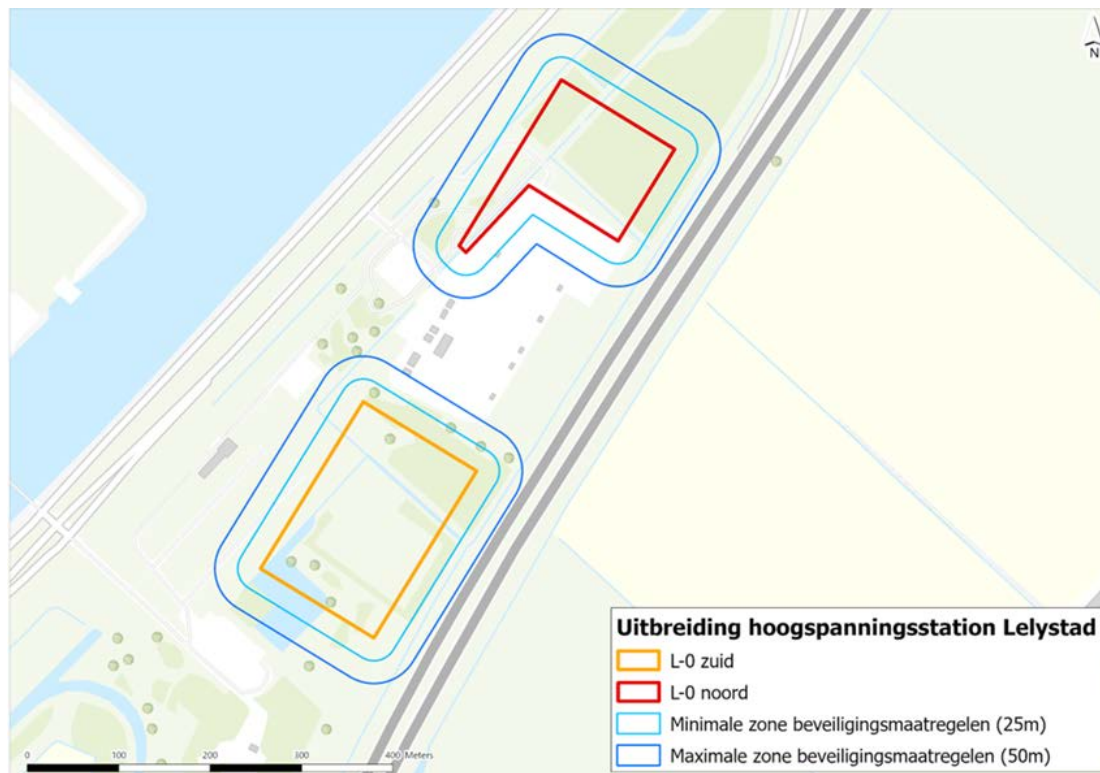 N
Uitbreiding hoogspanningsstation Lelystad
L-0 zuid
L-0 noord
Minimale zone beveiligingsmaatregelen (25m)
Maximale zone beveiligingsmaatregelen (50m)
0 100 200 300 400 Meters